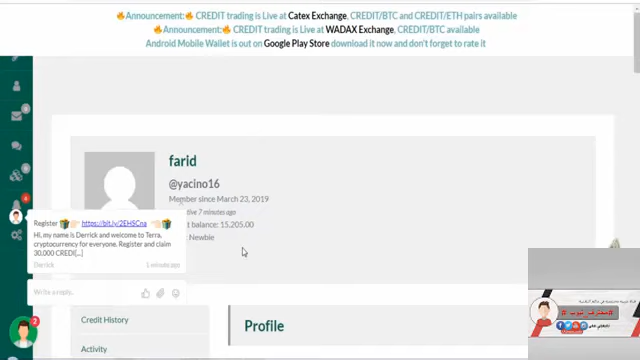 🔥Announcement:🔥 CREDIT trading is Live at Catex Exchange, CREDIT/BTC and CREDIT/ETH pairs available
🔥Announcement:🔥 CREDIT trading is Live at WADAX Exchange, CREDIT/BTC available
Android Mobile Wallet is out on Google Play Store download it now and don't forget to rate it
farid
@yacino16
Member since March 23, 2019
active 7 minutes ago
balance: 15,205.00
Newbie
Register 🎁👉🏻 https://bit.ly/2EHSCna 👈🏻🎁
Hi, my name is Derrick and welcome to Terra,
cryptocurrency for everyone. Register and claim
30,000 CREDI[...]
Derrick 1 minute ago
Write a reply..
2
Credit History
Profile
Activity